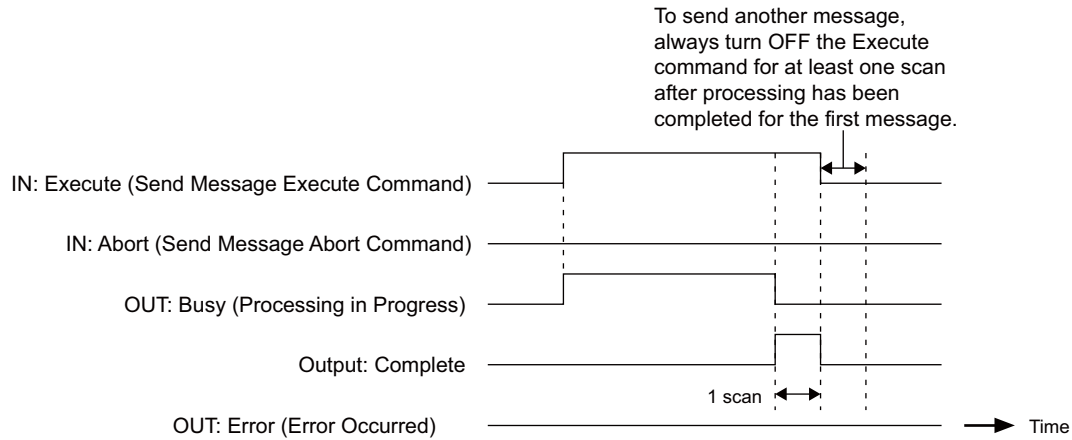 To send another message,
always turn OFF the Execute
command for at least one scan
after processing has been
completed for the first message.
IN: Execute (Send Message Execute Command)
IN: Abort (Send Message Abort Command)
OUT: Busy (Processing in Progress)
Output: Complete
1 scan
OUT: Error (Error Occurred)
Time